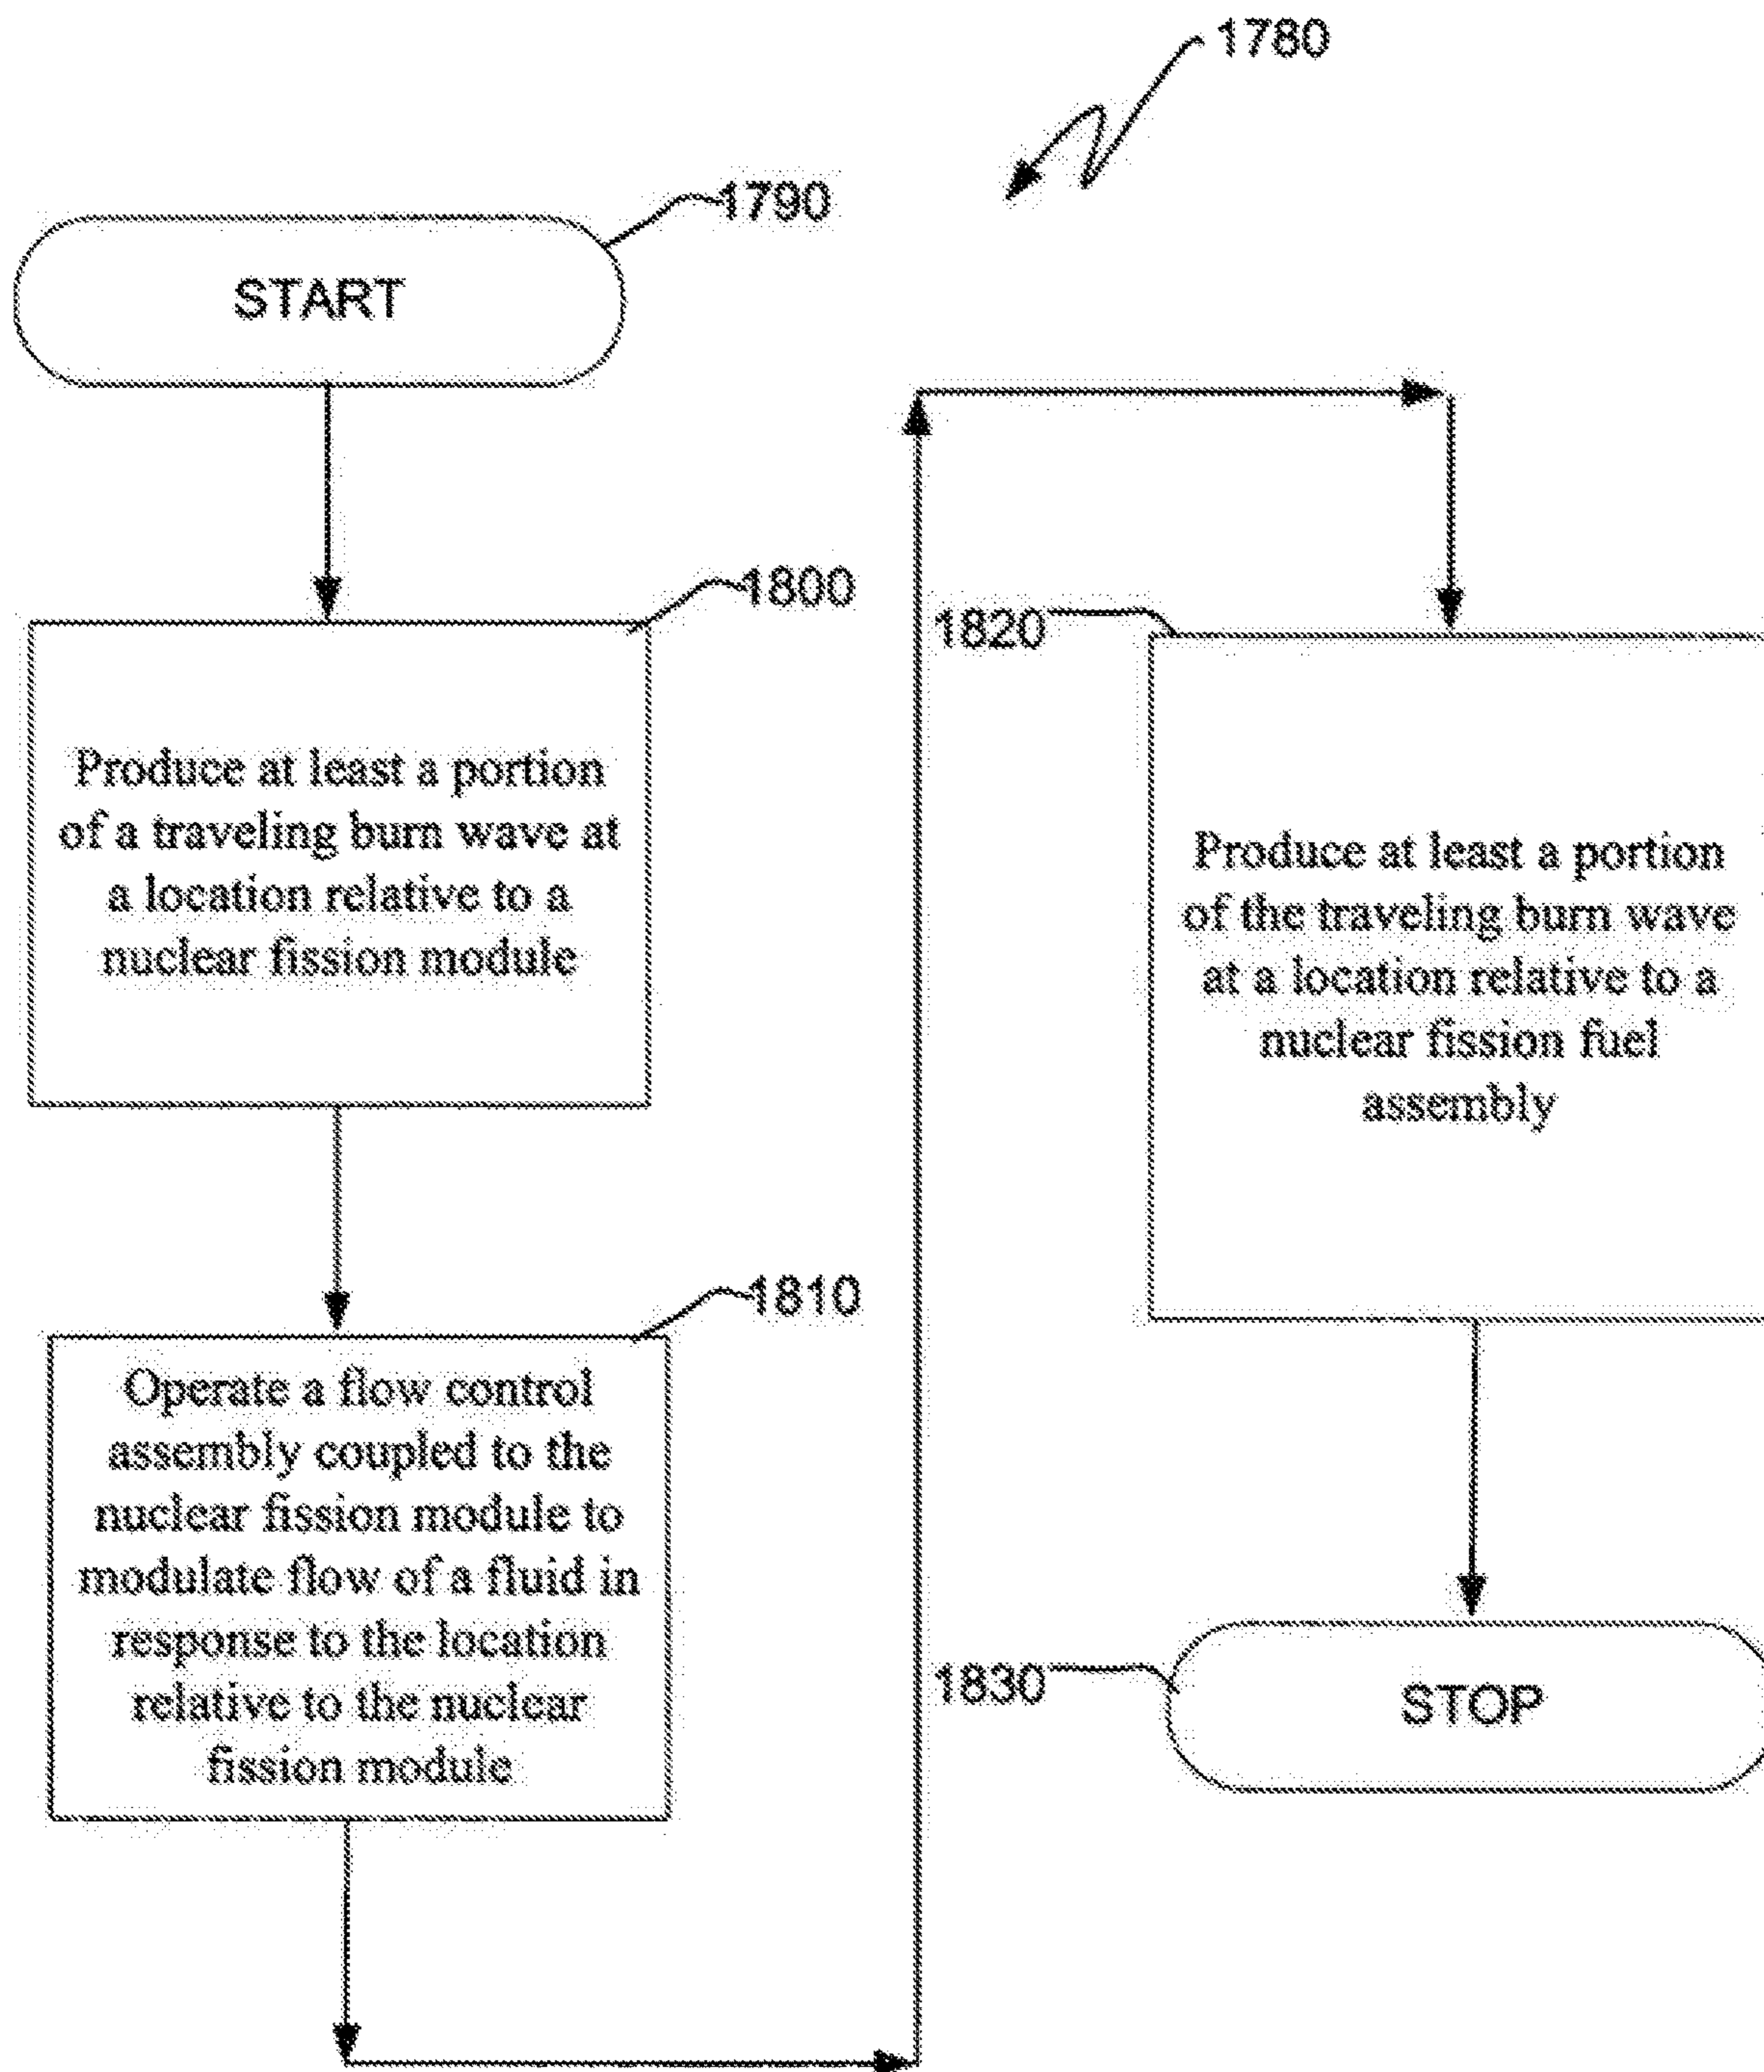 1780
1790
START
1800
Produce at least a portion
of a traveling burn wave at
a location relative to a
nuclear fission module
1810
Operate a flow control
assembly coupled to the
nuclear fission module to
modulate flow of a fluid in
response to the location
relative to the nuclear
fission module
1820
Produce at least a portion
of the traveling burn wave
at a location relative to a
nuclear fission fuel
assembly
1830
STOP